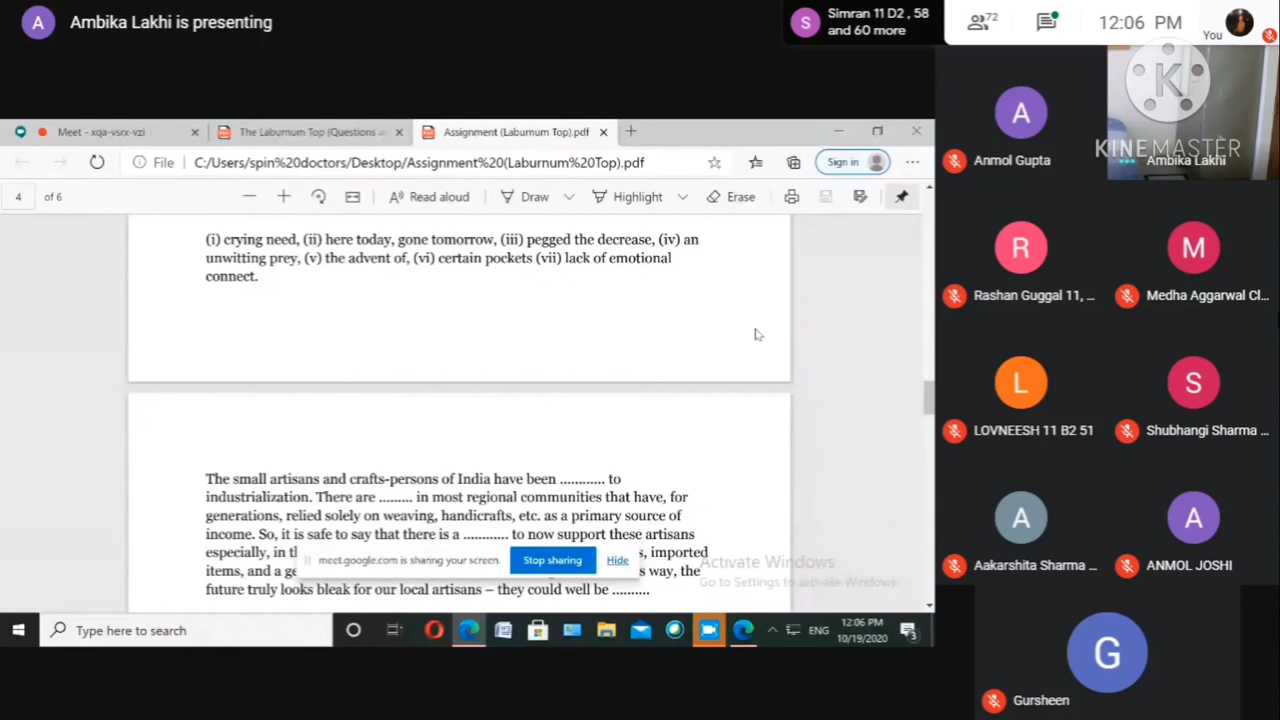 A Ambika Lakhi is presenting
S Simran 11 D2 , 58
and 60 more
72
12:06 PM
You
Meet - xqa-vsrx-vzi
The Laburnum Top (Questions
Assignment (Laburnum Top).pdf
File C:/Users/spin%20doctors/Desktop/Assignment%20(Laburnum%20Top).pdf
Sign in
4 of 6
Read aloud
Draw
Highlight
Erase
(i) crying need, (ii) here today, gone tomorrow, (iii) pegged the decrease, (iv) an
unwitting prey, (v) the advent of, (vi) certain pockets (vii) lack of emotional
connect.
The small artisans and crafts-persons of India have been ............ to
industrialization. There are ......... in most regional communities that have, for
generations, relied solely on weaving, handicrafts, etc. as a primary source of
income. So, it is safe to say that there is a ............ to now support these artisans
especially, in t
s, imported
items, and a ge
s way, the
future truly looks bleak for our local artisans – they could well be ..........
meet.google.com is sharing your screen.
Stop sharing
Hide
Activate Windows
Go to Settings to activate Windows.
Type here to search
ENG
12:06 PM
10/19/2020
3
A
Anmol Gupta
K
KINEMASTER
Ambika Lakhi
R
Rashan Guggal 11, ...
M
Medha Aggarwal Cl...
L
LOVNEESH 11 B2 51
S
Shubhangi Sharma ...
A
Aakarshita Sharma ...
A
ANMOL JOSHI
G
Gursheen